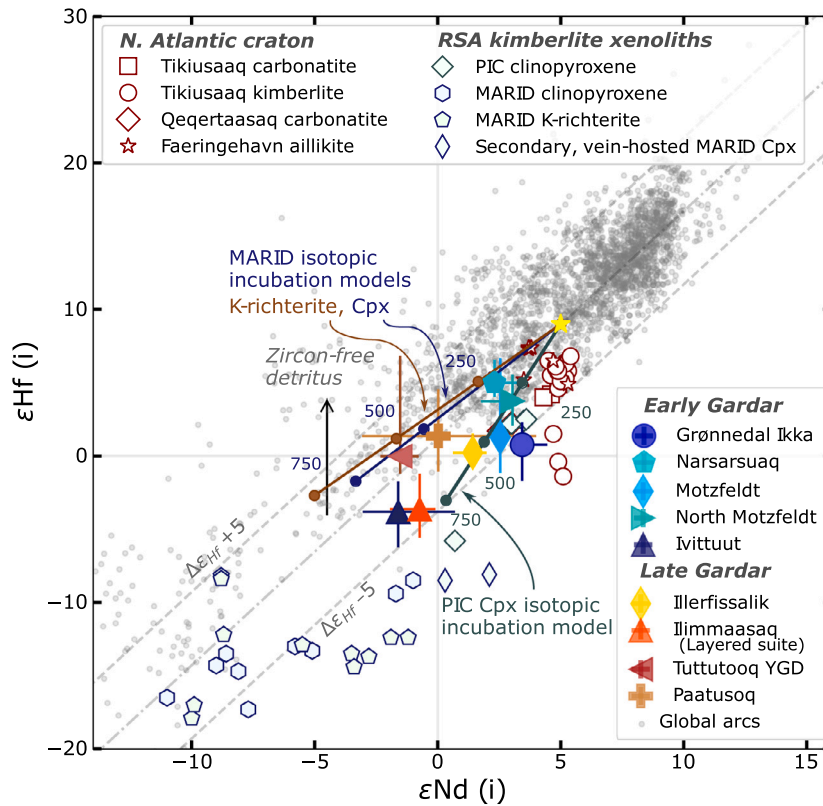 N. Atlantic craton
Tikiusaaq carbonatite
Tikiusaaq kimberlite
Qeqertaasaq carbonatite
Faeringehavn aillikite
RSA kimberlite xenoliths
PIC clinopyroxene
MARID clinopyroxene
MARID K-richterite
Secondary, vein-hosted MARID Cpx
30
20
10
0
−10
−20
εHf (i)
MARID isotopic
incubation models
K-richterite, Cpx
Zircon-free
detritus
250
500
750
250
500
750
ΔεHf +5
ΔεHf -5
PIC Cpx isotopic
incubation model
Early Gardar
Grønnedal Ikka
Narsarsuaq
Motzfeldt
North Motzfeldt
Ivittuut
Late Gardar
Illerfissalik
Ilimmaasaq
(Layered suite)
Tuttutooq YGD
Paatusoq
Global arcs
−10
−5
0
5
10
15
εNd (i)